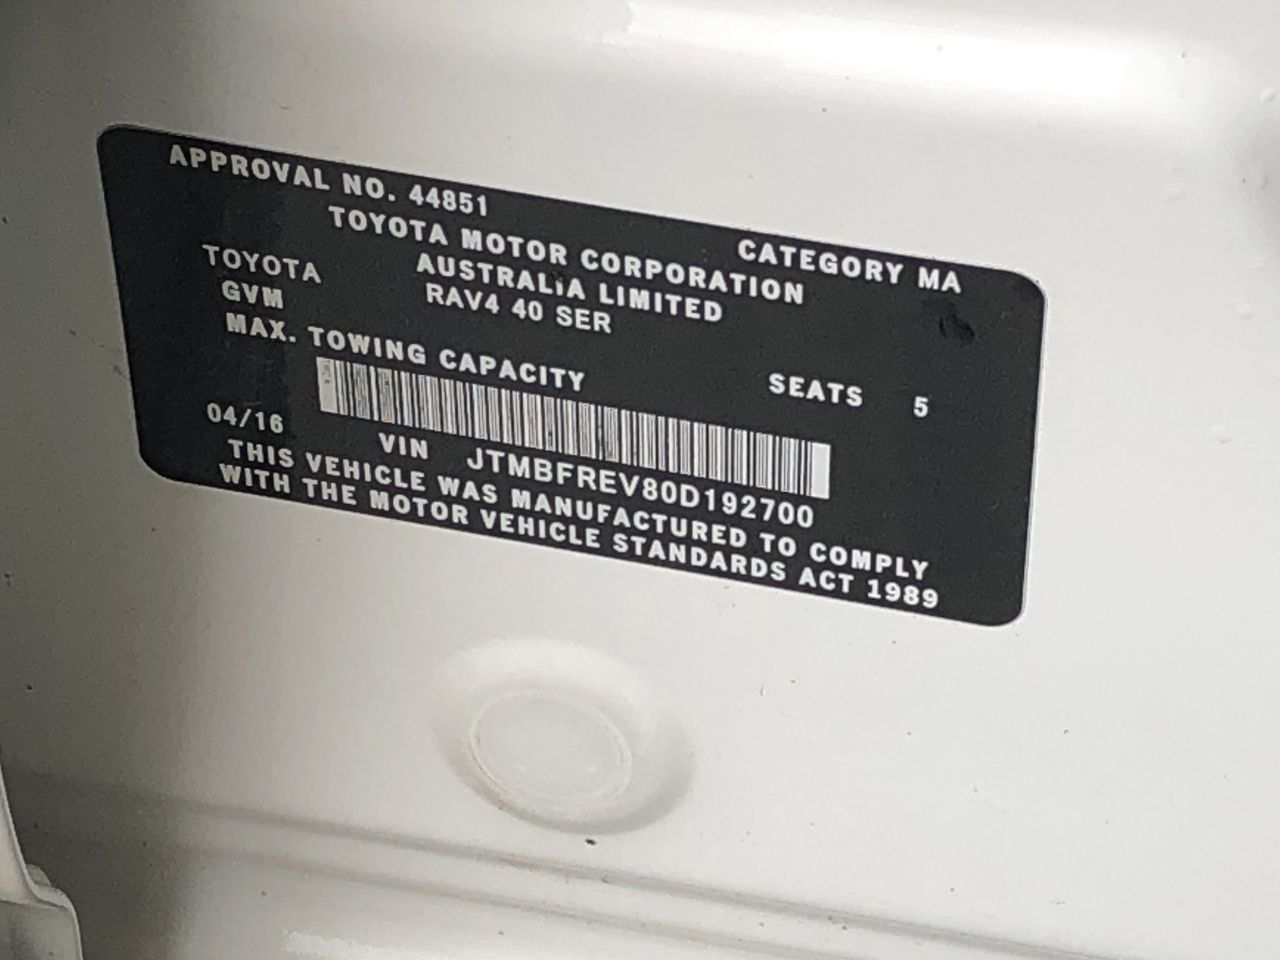 APPROVAL NO. 44851 CATEGORY MA
TOYOTA MOTOR CORPORATION
AUSTRALIA LIMITED
TOYOTA RAV4 40 SER
GVM SEATS 5
MAX. TOWING CAPACITY
04/16 VIN JTMBFREV80D192700
THIS VEHICLE WAS MANUFACTURED TO COMPLY
WITH THE MOTOR VEHICLE STANDARDS ACT 1989